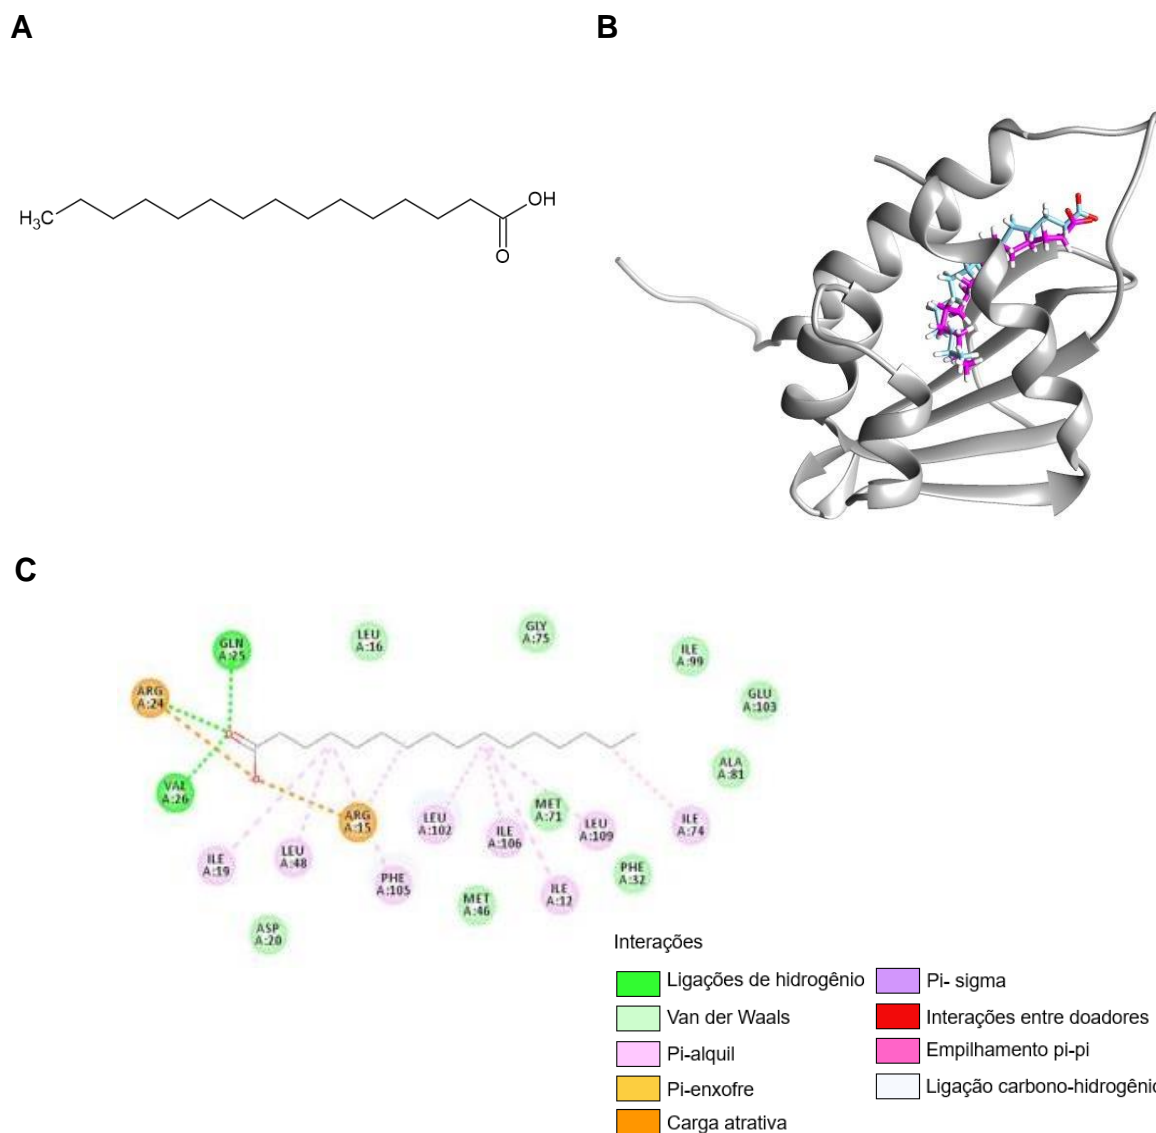 A
B
H3C
OH
O
C
GLN
A:25
LEU
A:16
GLY
A:75
ILE
A:99
ARG
A:24
GLU
A:103
VAL
A:26
ALA
A:81
ARG
A:15
LEU
A:102
ILE
A:106
MET
A:71
LEU
A:109
ILE
A:74
ILE
A:19
LEU
A:48
PHE
A:105
MET
A:46
ILE
A:12
PHE
A:32
ASP
A:20
Interações
Ligações de hidrogênio
Van der Waals
Pi-alquil
Pi-enxofre
Carga atrativa
Pi- sigma
Interações entre doadores
Empilhamento pi-pi
Ligação carbono-hidrogêni